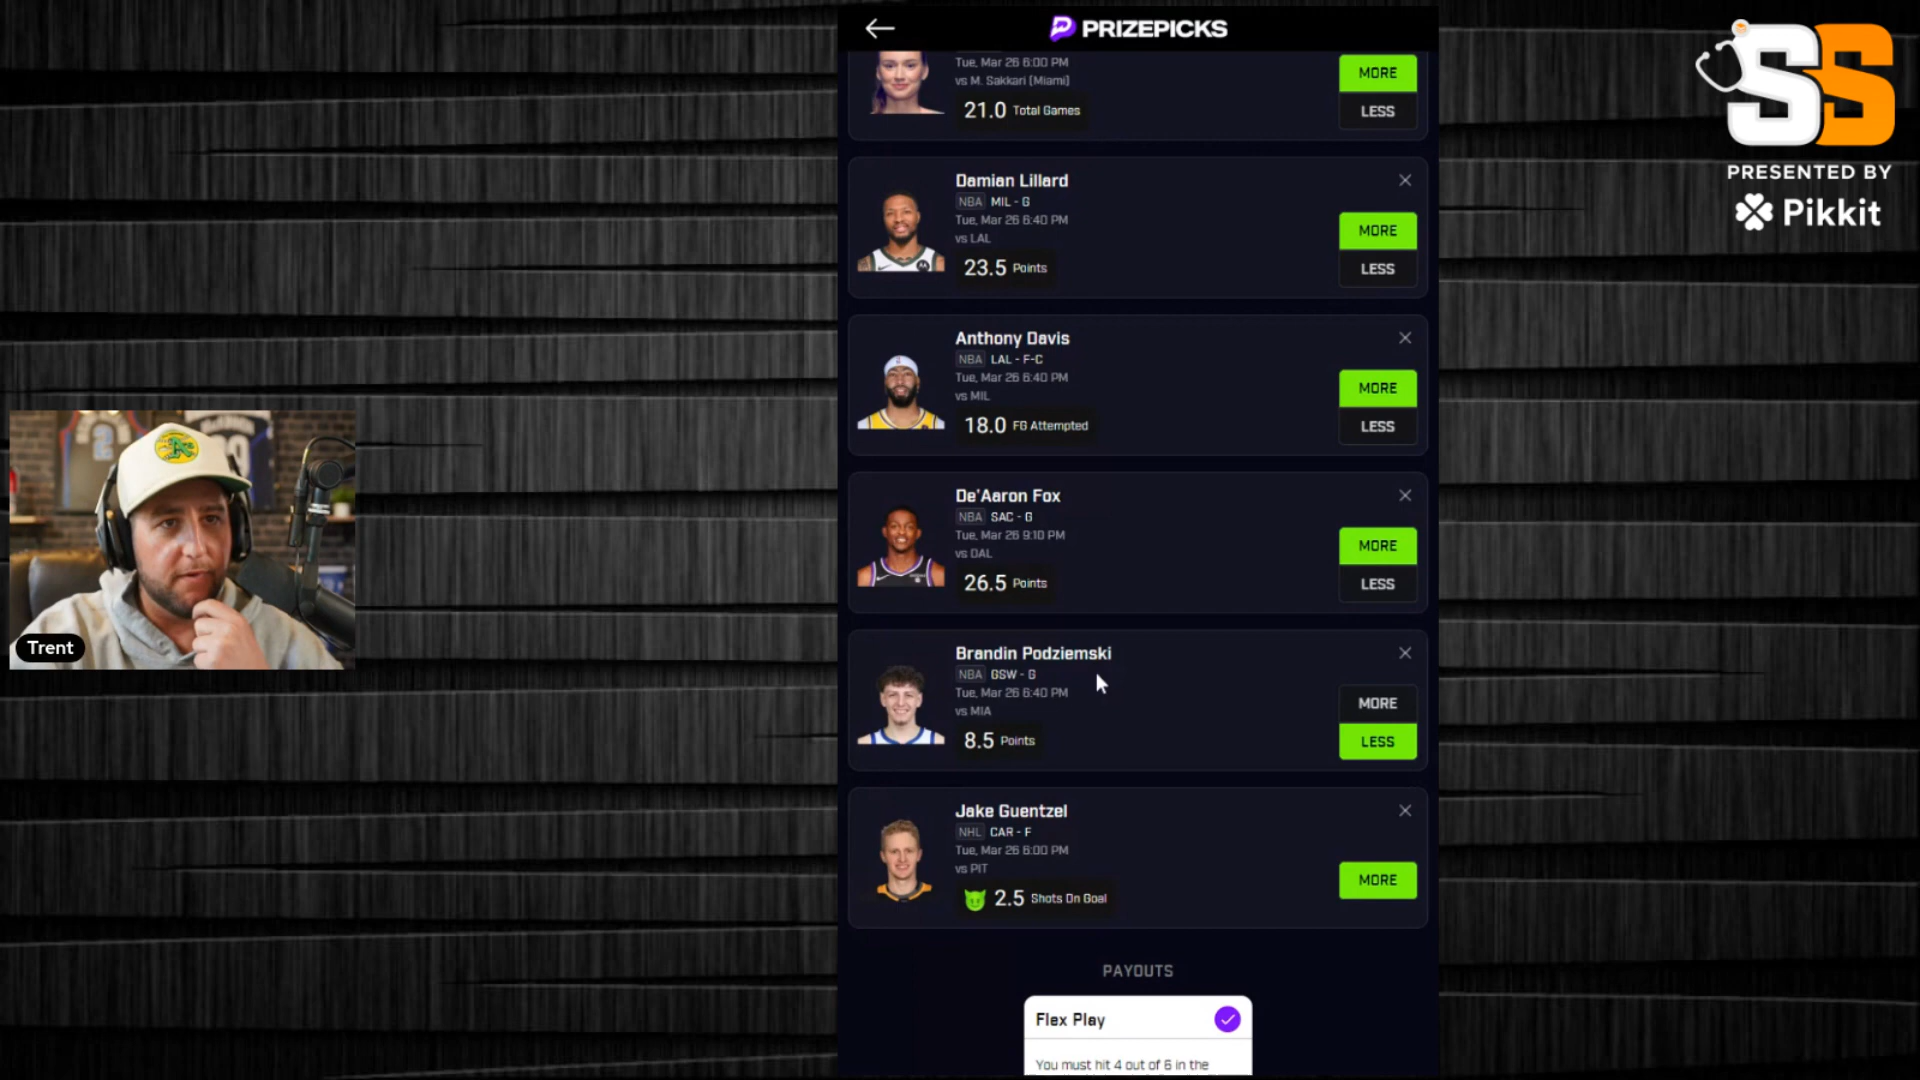 PRIZEPICKS
Tue, Mar 26 6:00 PM
vs M. Sakkari (Miami)
21.0 Total Games
MORE
LESS
Damian Lillard
NBA MIL - G
Tue, Mar 26 6:40 PM
vs LAL
23.5 Points
MORE
LESS
Anthony Davis
NBA LAL - F-C
Tue, Mar 26 6:40 PM
vs MIL
18.0 FG Attempted
MORE
LESS
De'Aaron Fox
NBA SAC - G
Tue, Mar 26 9:10 PM
vs DAL
26.5 Points
MORE
LESS
Brandin Podziemski
NBA GSW - G
Tue, Mar 26 6:40 PM
vs MIA
8.5 Points
MORE
LESS
Jake Guentzel
NHL CAR - F
Tue, Mar 26 6:00 PM
vs PIT
2.5 Shots On Goal
MORE
PAYOUTS
Flex Play
You must hit 4 out of 6 in the
SS
PRESENTED BY
Pikkit
Trent